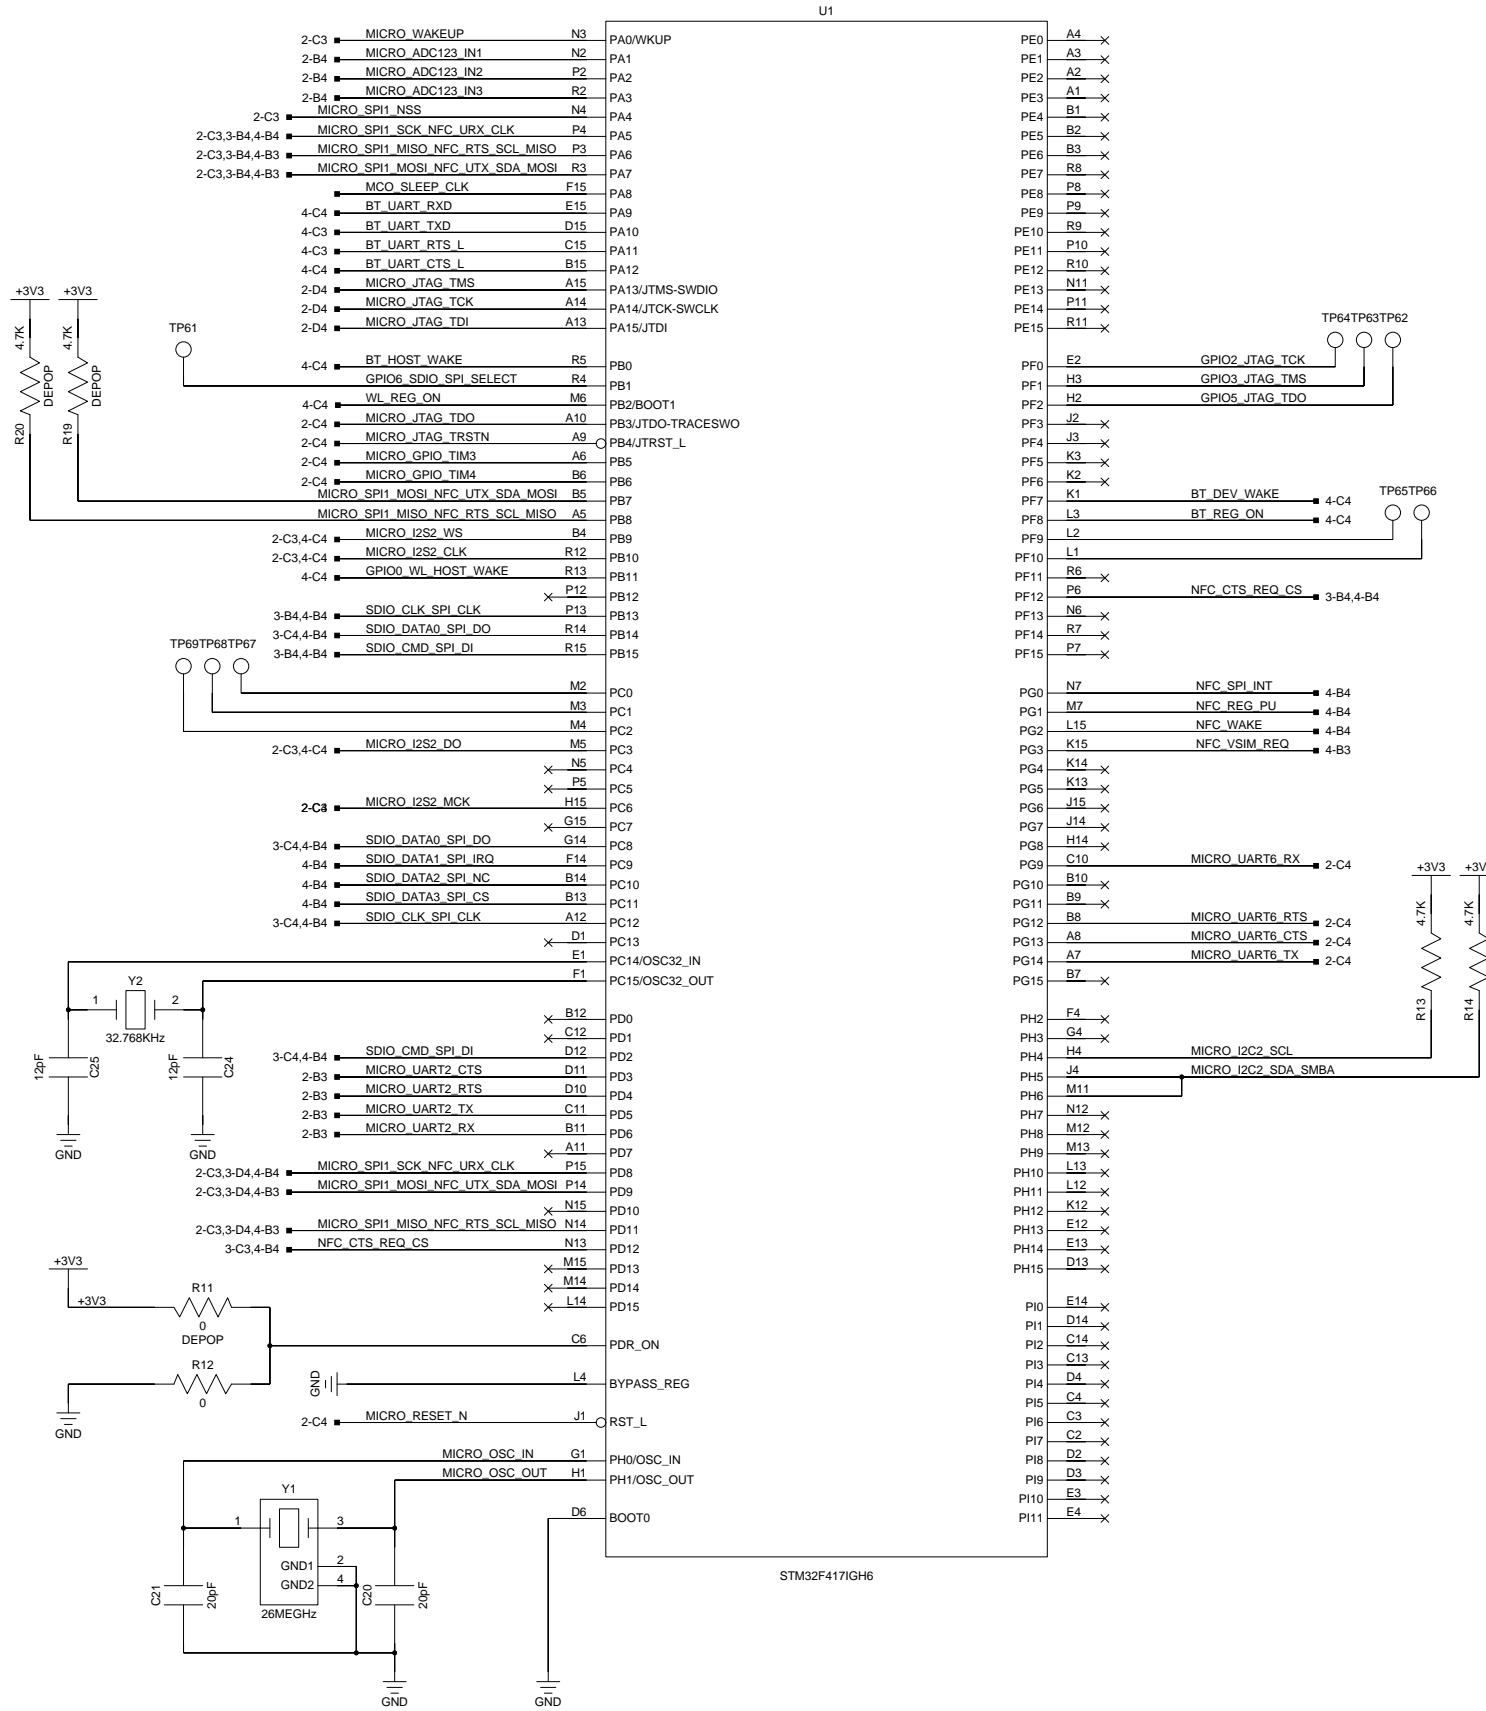 U1
2-C3 MICRO_WAKEUP N3 PA0/WKUP PE0 A4
2-B4 MICRO_ADC123_IN1 N2 PA1 PE1 A3
2-B4 MICRO_ADC123_IN2 P2 PA2 PE2 A2
2-B4 MICRO_ADC123_IN3 R2 PA3 PE3 A1
2-C3 MICRO_SPI1_NSS N4 PA4 PE4 B1
2-C3,3-B4,4-B4 MICRO_SPI1_SCK_NFC_URX_CLK P4 PA5 PE5 B2
2-C3,3-B4,4-B3 MICRO_SPI1_MISO_NFC_RTS_SCL_MISO P3 PA6 PE6 B3
2-C3,3-B4,4-B3 MICRO_SPI1_MOSI_NFC_UTX_SDA_MOSI R3 PA7 PE7 R8
MCO_SLEEP_CLK F15 PA8 PE8 P8
4-C4 BT_UART_RXD E15 PA9 PE9 P9
4-C3 BT_UART_TXD D15 PA10 PE10 R9
4-C3 BT_UART_RTS_L C15 PA11 PE11 P10
4-C4 BT_UART_CTS_L B15 PA12 PE12 R10
2-D4 MICRO_JTAG_TMS A15 PA13/JTMS-SWDIO PE13 N11
+3V3 +3V3
2-D4 MICRO_JTAG_TCK A14 PA14/JTCK-SWCLK PE14 P11
2-D4 MICRO_JTAG_TDI A13 PA15/JTDI PE15 R11
TP61 TP64 TP63 TP62
4.7K 4.7K
DEPOP DEPOP
R20 R19
4-C4 BT_HOST_WAKE R5 PB0 PF0 E2 GPIO2_JTAG_TCK
GPIO6_SDIO_SPI_SELECT R4 PB1 PF1 H3 GPIO3_JTAG_TMS
4-C4 WL_REG_ON M6 PB2/BOOT1 PF2 H2 GPIO5_JTAG_TDO
2-C4 MICRO_JTAG_TDO A10 PB3/JTDO-TRACESWO PF3 J2
2-C4 MICRO_JTAG_TRSTN A9 PB4/JTRST_L PF4 J3
2-C4 MICRO_GPIO_TIM3 A6 PB5 PF5 K3
2-C4 MICRO_GPIO_TIM4 B6 PB6 PF6 K2
MICRO_SPI1_MOSI_NFC_UTX_SDA_MOSI B5 PB7 PF7 K1 BT_DEV_WAKE 4-C4
TP65 TP66
MICRO_SPI1_MISO_NFC_RTS_SCL_MISO A5 PB8 PF8 L3 BT_REG_ON 4-C4
2-C3,4-C4 MICRO_I2S2_WS B4 PB9 PF9 L2
2-C3,4-C4 MICRO_I2S2_CLK R12 PB10 PF10 L1
4-C4 GPIO0_WL_HOST_WAKE R13 PB11 PF11 R6
P12 PB12 PF12 P6 NFC_CTS_REQ_CS 3-B4,4-B4
3-B4,4-B4 SDIO_CLK_SPI_CLK P13 PB13 PF13 N6
3-C4,4-B4 SDIO_DATA0_SPI_DO R14 PB14 PF14 R7
TP69 TP68 TP67
3-B4,4-B4 SDIO_CMD_SPI_DI R15 PB15 PF15 P7
M2 PC0 PG0 N7 NFC_SPI_INT 4-B4
M3 PC1 PG1 M7 NFC_REG_PU 4-B4
M4 PC2 PG2 L15 NFC_WAKE 4-B4
2-C3,4-C4 MICRO_I2S2_DO M5 PC3 PG3 K15 NFC_VSIM_REQ 4-B3
N5 PC4 PG4 K14
P5 PC5 PG5 K13
MICRO_I2S2_MCK H15 PC6 PG6 J15
G15 PC7 PG7 J14
3-C4,4-B4 SDIO_DATA0_SPI_DO G14 PC8 PG8 H14
4-B4 SDIO_DATA1_SPI_IRQ F14 PC9 PG9 C10 MICRO_UART6_RX 2-C4
+3V3
4-B4 SDIO_DATA2_SPI_NC B14 PC10 PG10 B10
4-B4 SDIO_DATA3_SPI_CS B13 PC11 PG11 B9
3-C4,4-B4 SDIO_CLK_SPI_CLK A12 PC12 PG12 B8 MICRO_UART6_RTS 2-C4
D1 PC13 PG13 A8 MICRO_UART6_CTS 2-C4
E1 PC14/OSC32_IN PG14 A7 MICRO_UART6_TX 2-C4
F1 PC15/OSC32_OUT PG15 B7
4.7K 4.7K
R13 R14
Y2
1 2
32.768KHz
12pF C25 12pF C24
GND GND
B12 PD0 PH2 F4
C12 PD1 PH3 G4
3-C4,4-B4 SDIO_CMD_SPI_DI D12 PD2 PH4 H4 MICRO_I2C2_SCL
2-B3 MICRO_UART2_CTS D11 PD3 PH5 J4 MICRO_I2C2_SDA_SMBA
2-B3 MICRO_UART2_RTS D10 PD4 PH6 M11
2-B3 MICRO_UART2_TX C11 PD5 PH7 N12
2-B3 MICRO_UART2_RX B11 PD6 PH8 M12
A11 PD7 PH9 M13
2-C3,3-D4,4-B4 MICRO_SPI1_SCK_NFC_URX_CLK P15 PD8 PH10 L13
2-C3,3-D4,4-B3 MICRO_SPI1_MOSI_NFC_UTX_SDA_MOSI P14 PD9 PH11 L12
N15 PD10 PH12 K12
2-C3,3-D4,4-B3 MICRO_SPI1_MISO_NFC_RTS_SCL_MISO N14 PD11 PH13 E12
3-C3,4-B4 NFC_CTS_REQ_CS N13 PD12 PH14 E13
M15 PD13 PH15 D13
M14 PD14
L14 PD15 PI0 E14
PI1 D14
+3V3
+3V3 R11
0
DEPOP
C6 PDR_ON PI2 C14
PI3 C13
R12
0
GND
GND L4 BYPASS_REG PI4 D4
PI5 C4
2-C4 MICRO_RESET_N J1 RST_L PI6 C3
PI7 C2
MICRO_OSC_IN G1 PH0/OSC_IN PI8 D2
MICRO_OSC_OUT H1 PH1/OSC_OUT PI9 D3
PI10 E3
D6 BOOT0 PI11 E4
Y1
1 3
GND1 2
GND2 4
26MEGHz
C21 20pF C20 20pF
GND GND
STM32F417IGH6